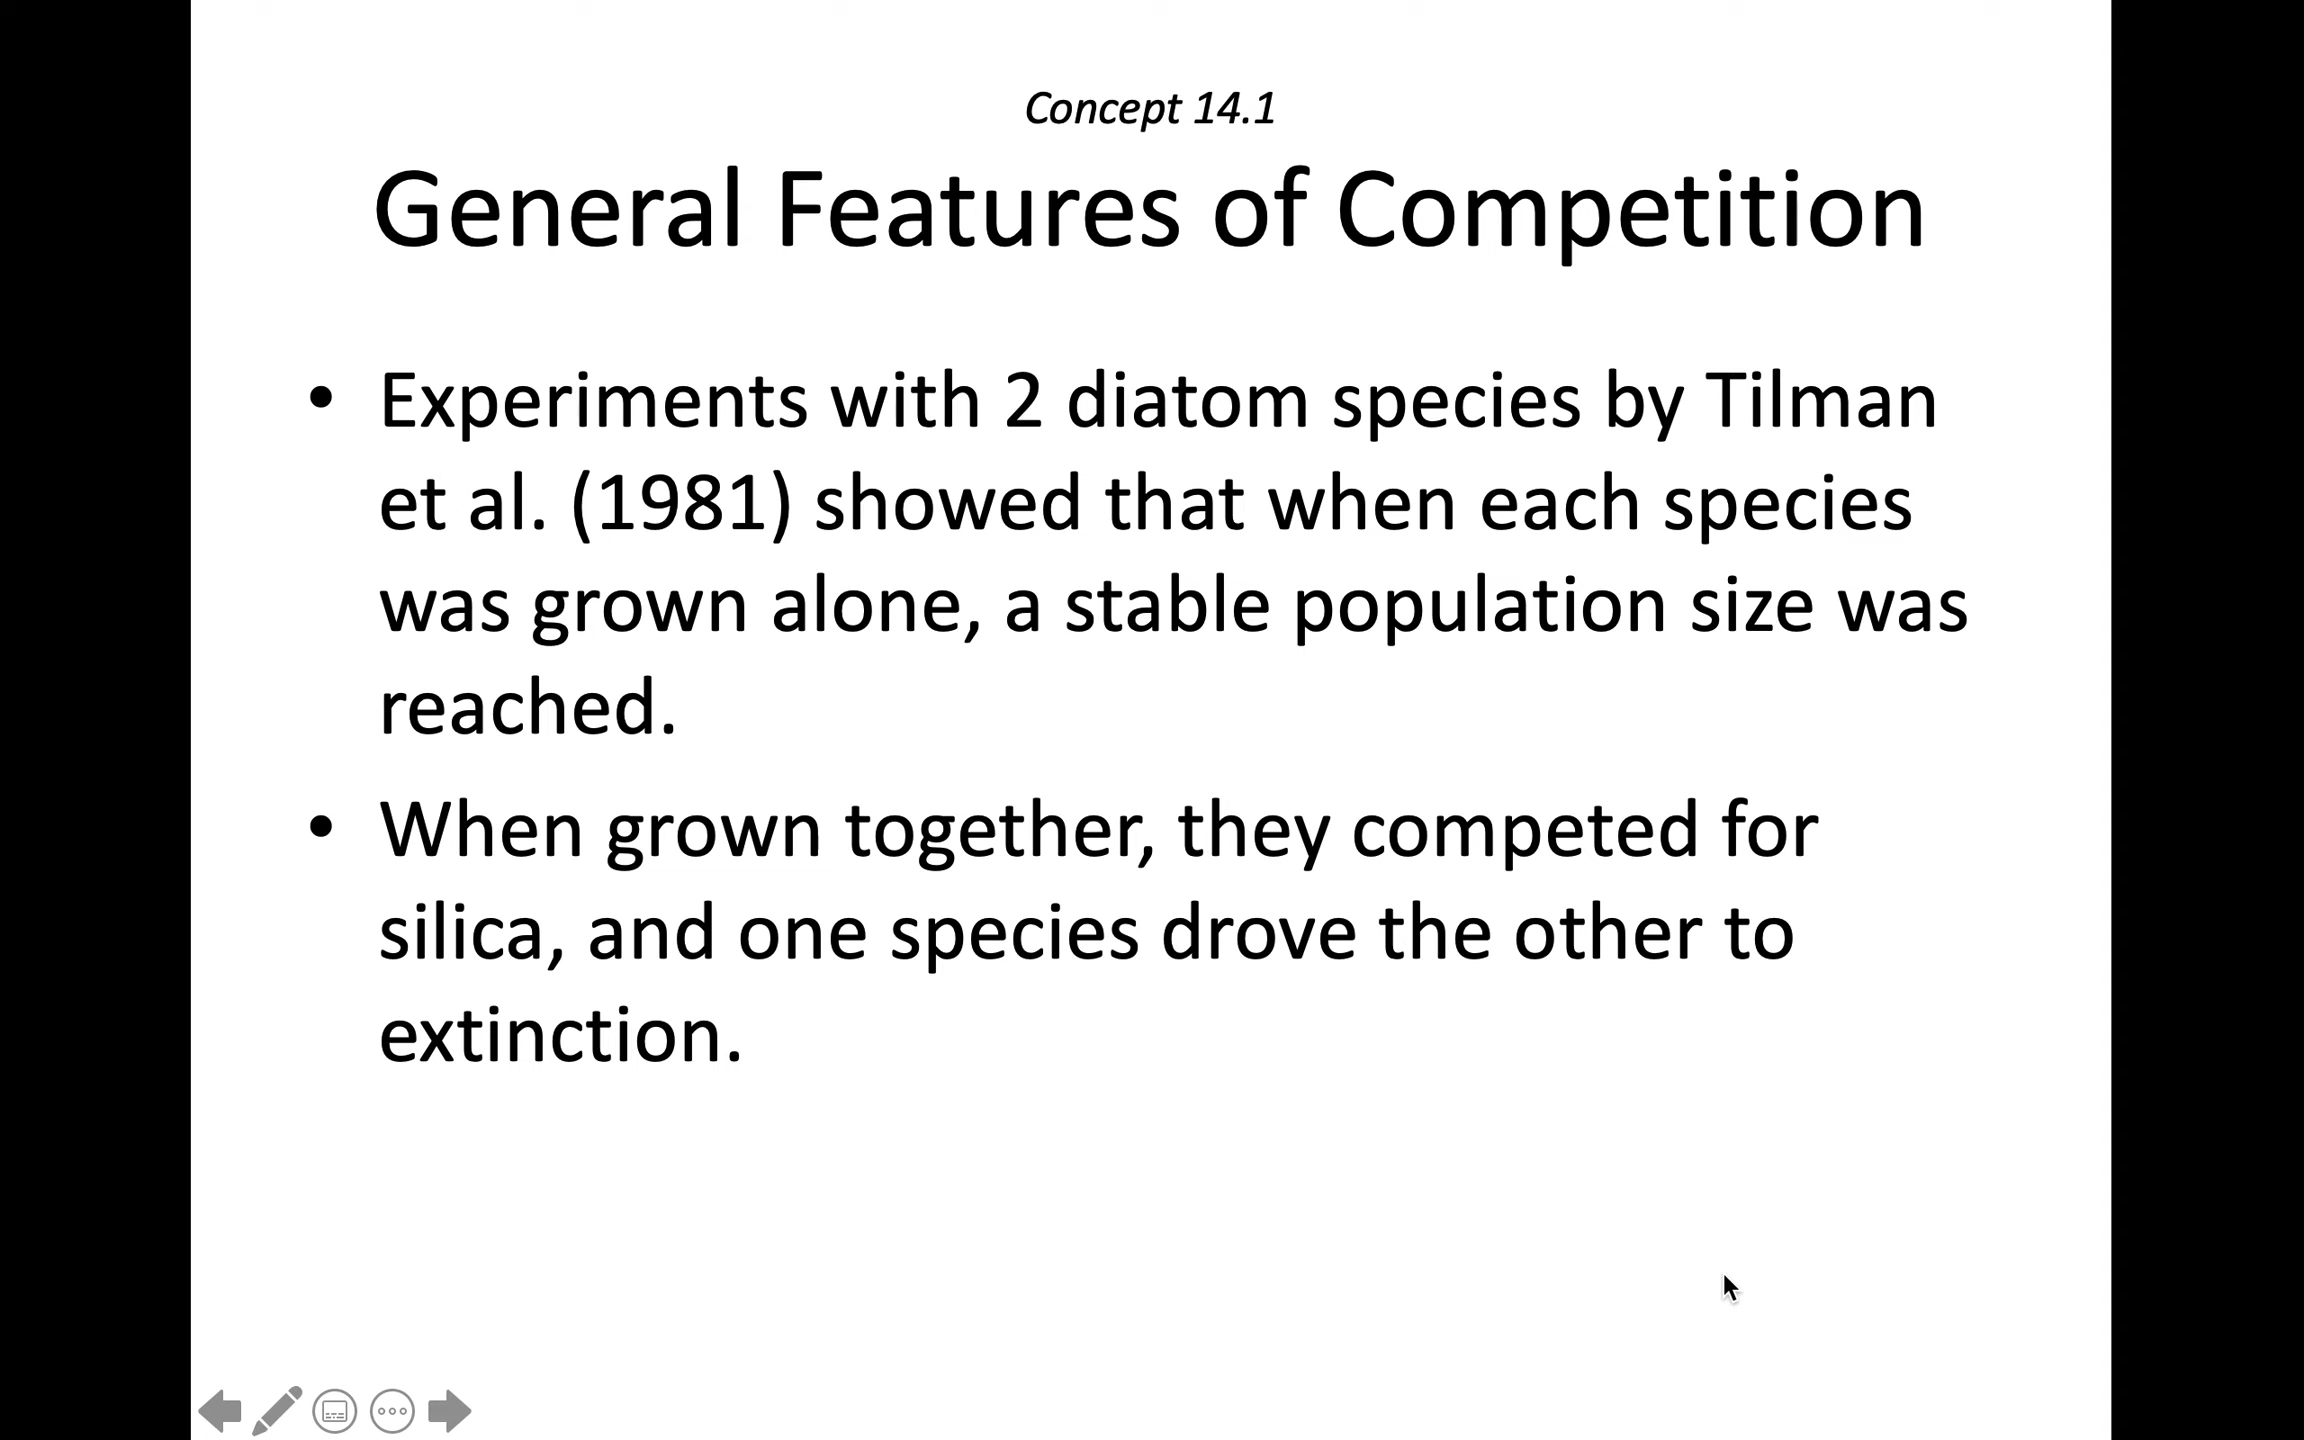 Concept 14.1
General Features of Competition
• Experiments with 2 diatom species by Tilman
et al. (1981) showed that when each species
was grown alone, a stable population size was
reached.
• When grown together, they competed for
silica, and one species drove the other to
extinction.